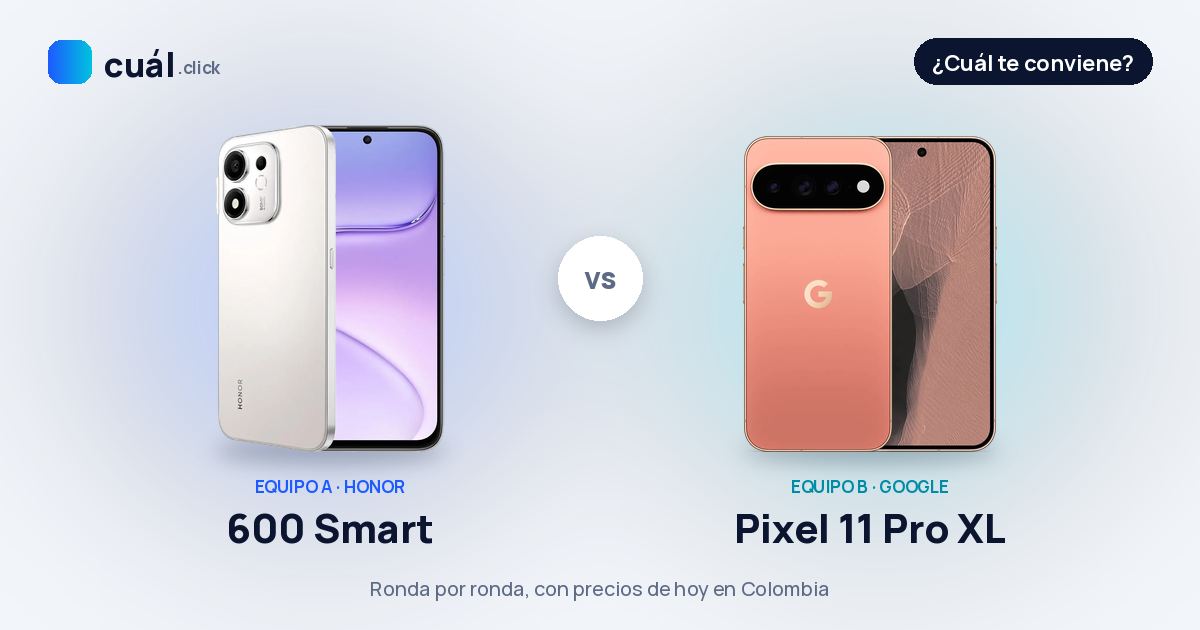 cuál.click
¿Cuál te conviene?
HONOR
G
VS
EQUIPO A · HONOR
600 Smart
EQUIPO B · GOOGLE
Pixel 11 Pro XL
Ronda por ronda, con precios de hoy en Colombia